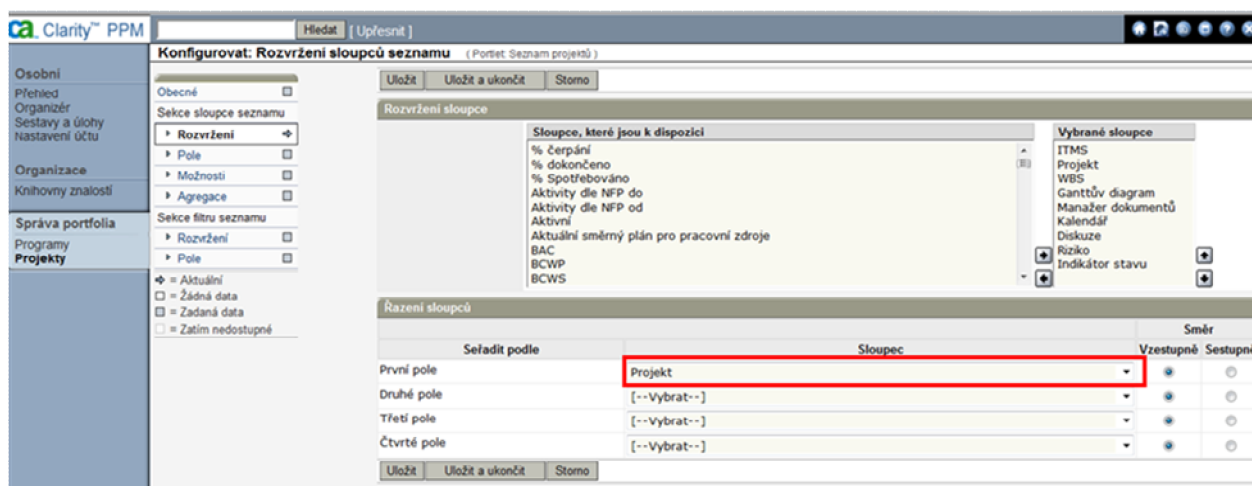 ca. Clarity™ PPM
Hledat [ Upřesnit ]
Konfigurovat: Rozvržení sloupců seznamu (Portlet: Seznam projektů)
Osobní
Přehled
Organizér
Sestavy a úlohy
Nastavení účtu
Organizace
Knihovny znalostí
Správa portfolia
Programy
Projekty
Obecné
Sekce sloupce seznamu
Rozvržení
Pole
Možnosti
Agregace
Sekce filtru seznamu
Rozvržení
Pole
= Aktuální
= Žádná data
= Zadaná data
= Zatím nedostupné
Uložit Uložit a ukončit Storno
Rozvržení sloupce
Sloupce, které jsou k dispozici
% čerpání
% dokončeno
% Spotřebováno
Aktivity dle NFP do
Aktivity dle NFP od
Aktivní
Aktuální směrný plán pro pracovní zdroje
BAC
BCWP
BCWS
Vybrané sloupce
ITMS
Projekt
WBS
Ganttův diagram
Manažer dokumentů
Kalendář
Diskuze
Riziko
Indikátor stavu
Řazení sloupců
Směr
Seřadit podle Sloupec Vzestupně Sestupně
První pole Projekt
Druhé pole [--Vybrat--]
Třetí pole [--Vybrat--]
Čtvrté pole [--Vybrat--]
Uložit Uložit a ukončit Storno